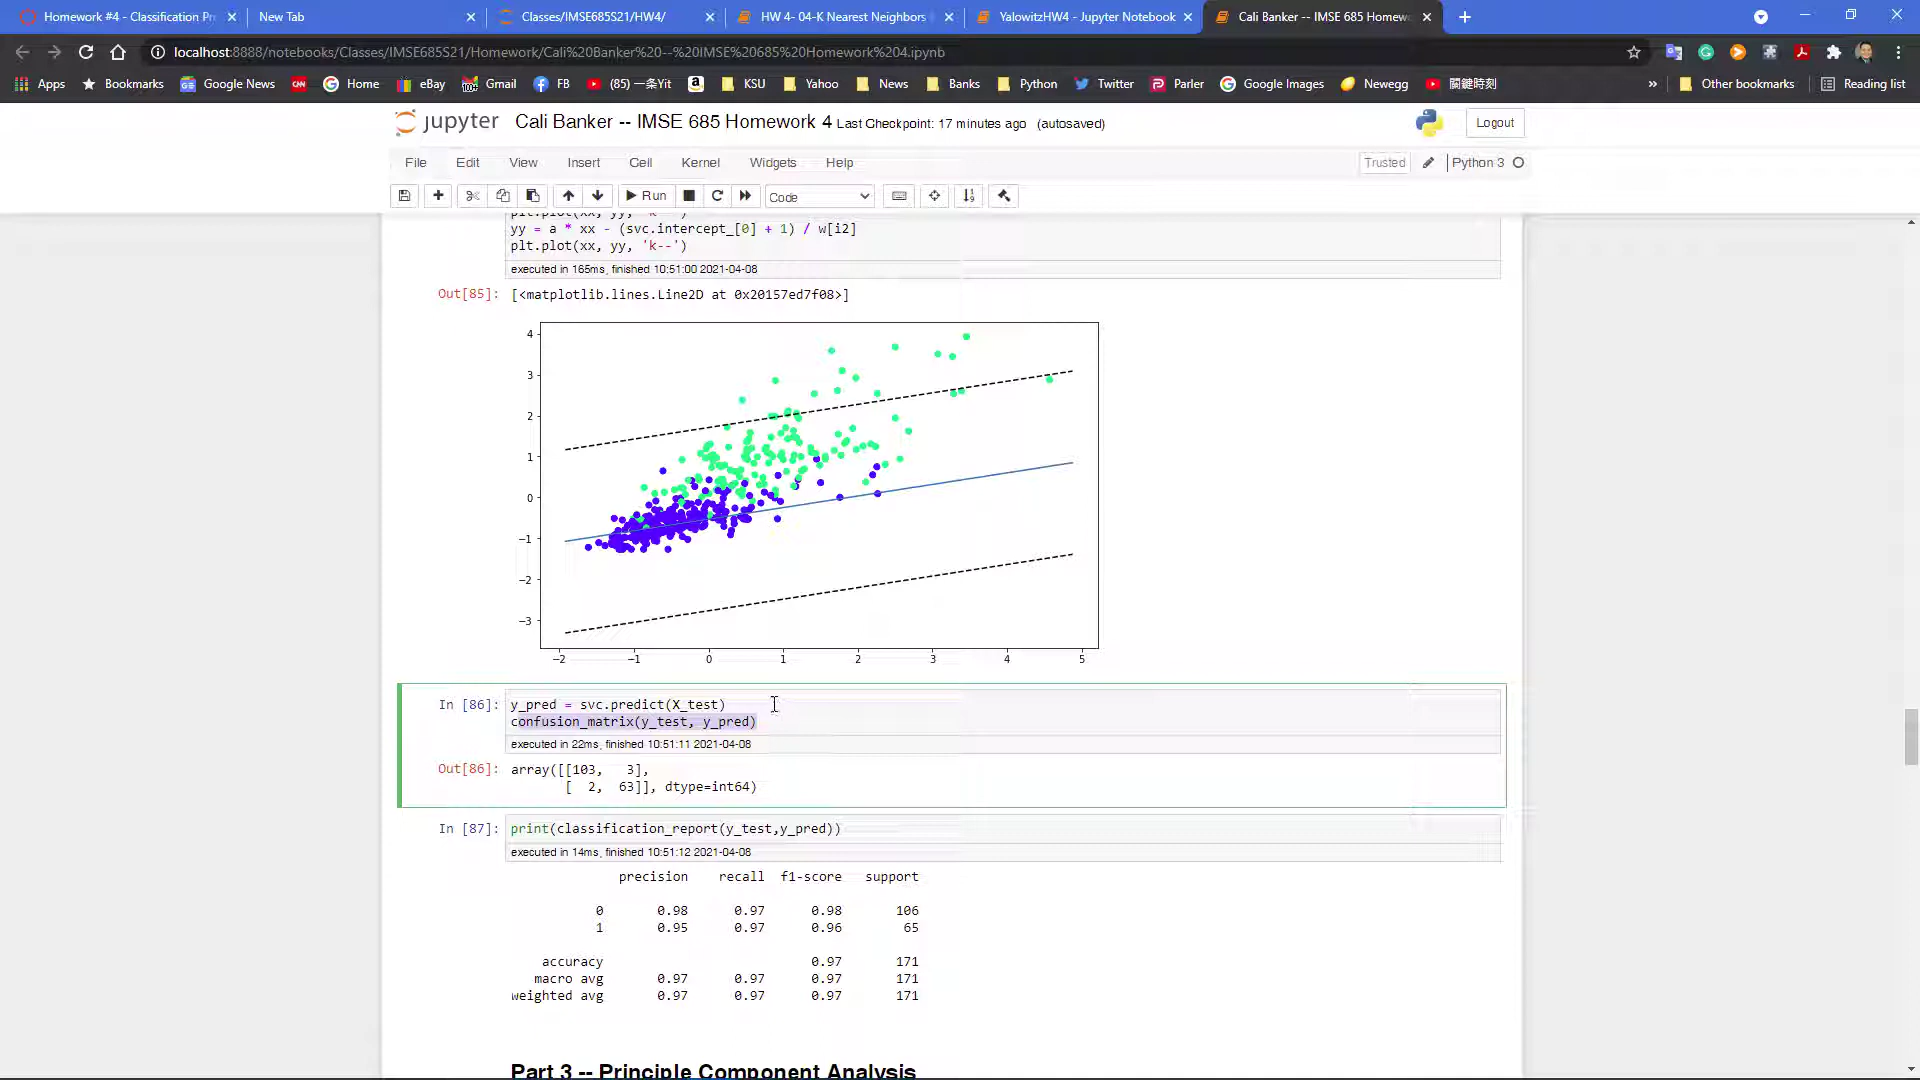 Homework #4 - Classification Pr
New Tab
Classes/IMSE685S21/HW4/
HW 4- 04-K Nearest Neighbors
YalowitzHW4 - Jupyter Notebook
Cali Banker -- IMSE 685 Homew
localhost:8888/notebooks/Classes/IMSE685S21/Homework/Cali%20Banker%20--%20IMSE%20685%20Homework%204.ipynb
Apps
Bookmarks
Google News
Home
eBay
Gmail
FB
(85) 一条Yit
KSU
Yahoo
News
Banks
Python
Twitter
Parler
Google Images
Newegg
關鍵時刻
»
Other bookmarks
Reading list
jupyter
Cali Banker -- IMSE 685 Homework 4 Last Checkpoint: 17 minutes ago (autosaved)
Logout
File
Edit
View
Insert
Cell
Kernel
Widgets
Help
Trusted
Python 3
Run
Code
plt.plot(xx, yy, 'k--')
yy = a * xx - (svc.intercept_[0] + 1) / w[i2]
plt.plot(xx, yy, 'k--')
executed in 165ms, finished 10:51:00 2021-04-08
Out[85]: [<matplotlib.lines.Line2D at 0x20157ed7f08>]
4
3
2
1
0
−1
−2
−3
−2 −1 0 1 2 3 4 5
In [86]: y_pred = svc.predict(X_test)
confusion_matrix(y_test, y_pred)
executed in 22ms, finished 10:51:11 2021-04-08
Out[86]: array([[103, 3],
[ 2, 63]], dtype=int64)
In [87]: print(classification_report(y_test,y_pred))
executed in 14ms, finished 10:51:12 2021-04-08
precision recall f1-score support
0 0.98 0.97 0.98 106
1 0.95 0.97 0.96 65
accuracy 0.97 171
macro avg 0.97 0.97 0.97 171
weighted avg 0.97 0.97 0.97 171
Part 3 -- Principle Component Analysis